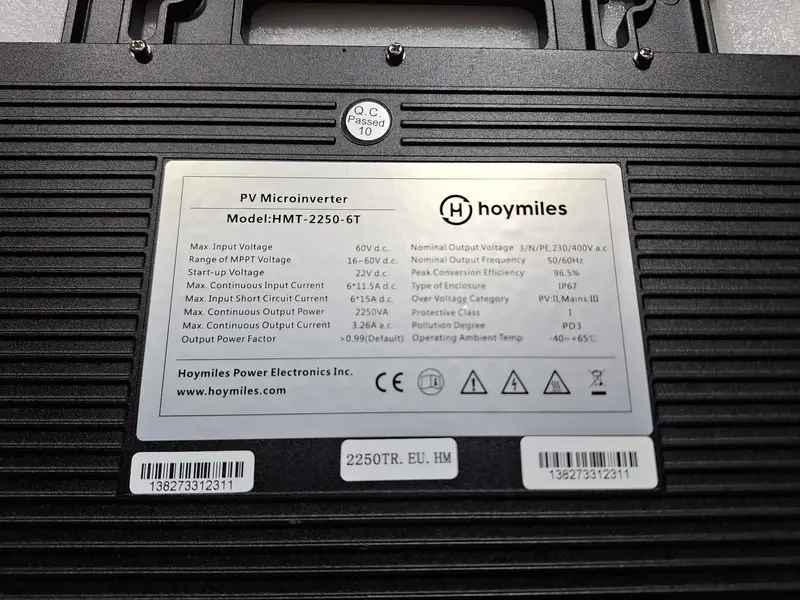 Q.C.
Passed
10
PV Microinverter
Model:HMT-2250-6T
H hoymiles
Max. Input Voltage 60V d.c.
Range of MPPT Voltage 16~60V d.c.
Start-up Voltage 22V d.c.
Max. Continuous Input Current 6*11.5A d.c.
Max. Input Short Circuit Current 6*15A d.c.
Max. Continuous Output Power 2250VA
Max. Continuous Output Current 3.26A a.c.
Output Power Factor >0.99(Default)
Nominal Output Voltage 3/N/PE,230/400V a.c.
Nominal Output Frequency 50/60Hz
Peak Conversion Efficiency 96.5%
Type of Enclosure IP67
Over Voltage Category PV:II,Mains:III
Protective Class I
Pollution Degree PD3
Operating Ambient Temp -40~+65℃
Hoymiles Power Electronics Inc.
www.hoymiles.com
CE
138273312311
2250TR.EU.HM
138273312311